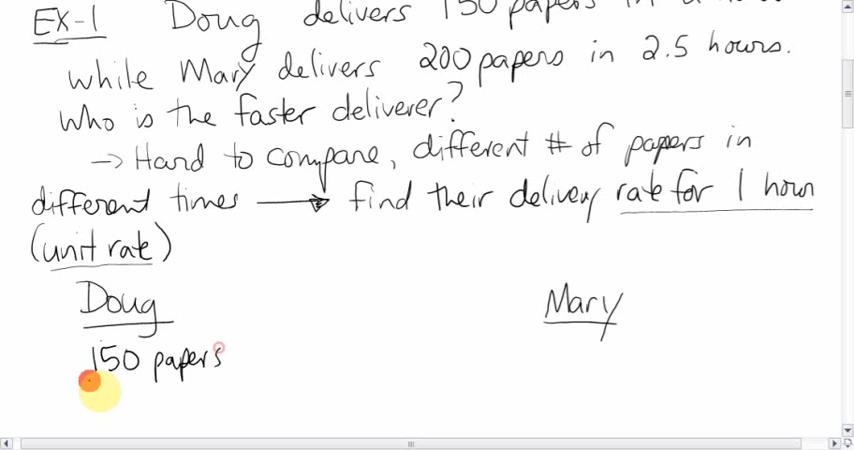 Ex-1 Doug delivers 150 papers in
while Mary delivers 200 papers in 2.5 hours.
Who is the faster deliverer?
→ Hard to compare, different # of papers in
different times → find their delivery rate for 1 hour
(unit rate)
Doug Mary
150 papers